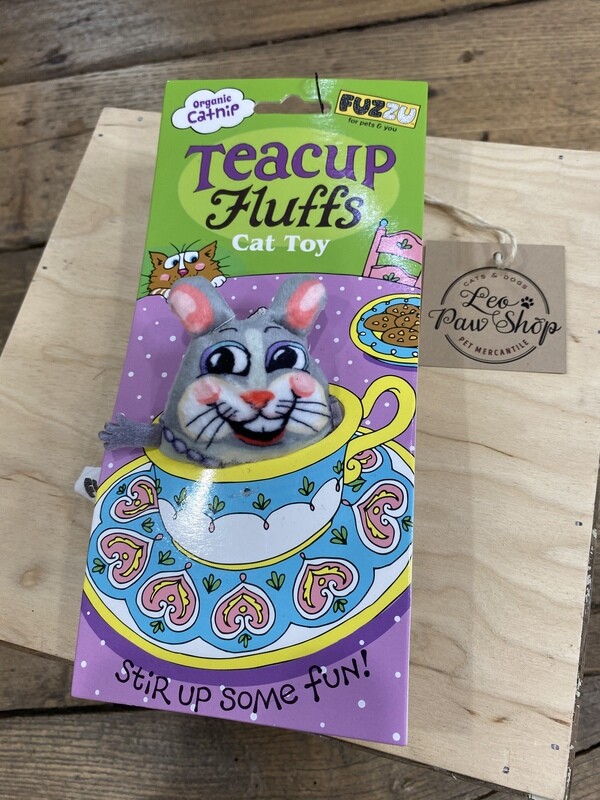 Organic
Catnip
FUZZU
for pets & you
Teacup
Fluffs
Cat Toy
CATS & DOGS
Leo
Paw Shop
PET MERCANTILE
Stir up some fun!